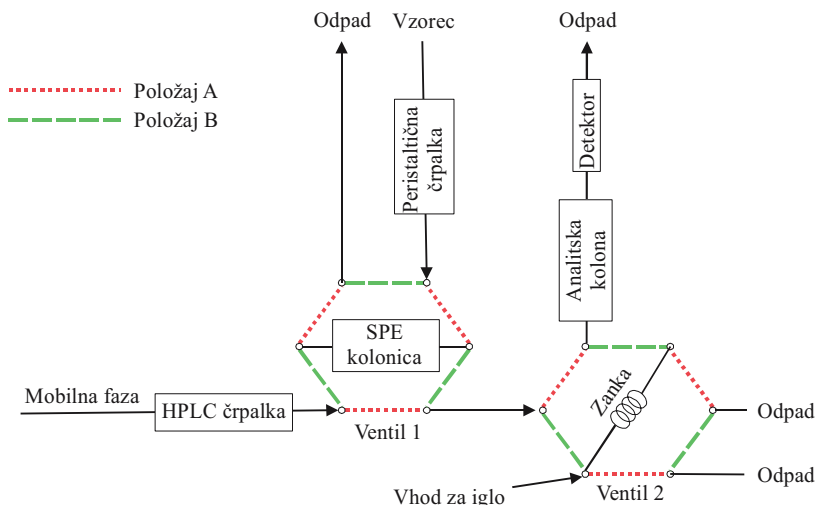 Odpad
Vzorec
Odpad
Položaj A
Položaj B
Peristaltična
črpalka
Detektor
Analitska
kolona
SPE
kolonica
Mobilna faza
HPLC črpalka
Ventil 1
Zanka
Odpad
Odpad
Vhod za iglo
Ventil 2